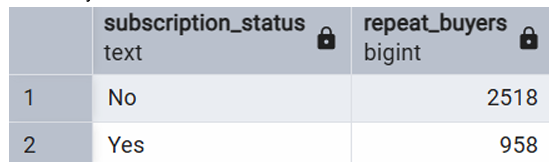 subscription_status repeat_buyers
text bigint
1 No 2518
2 Yes 958